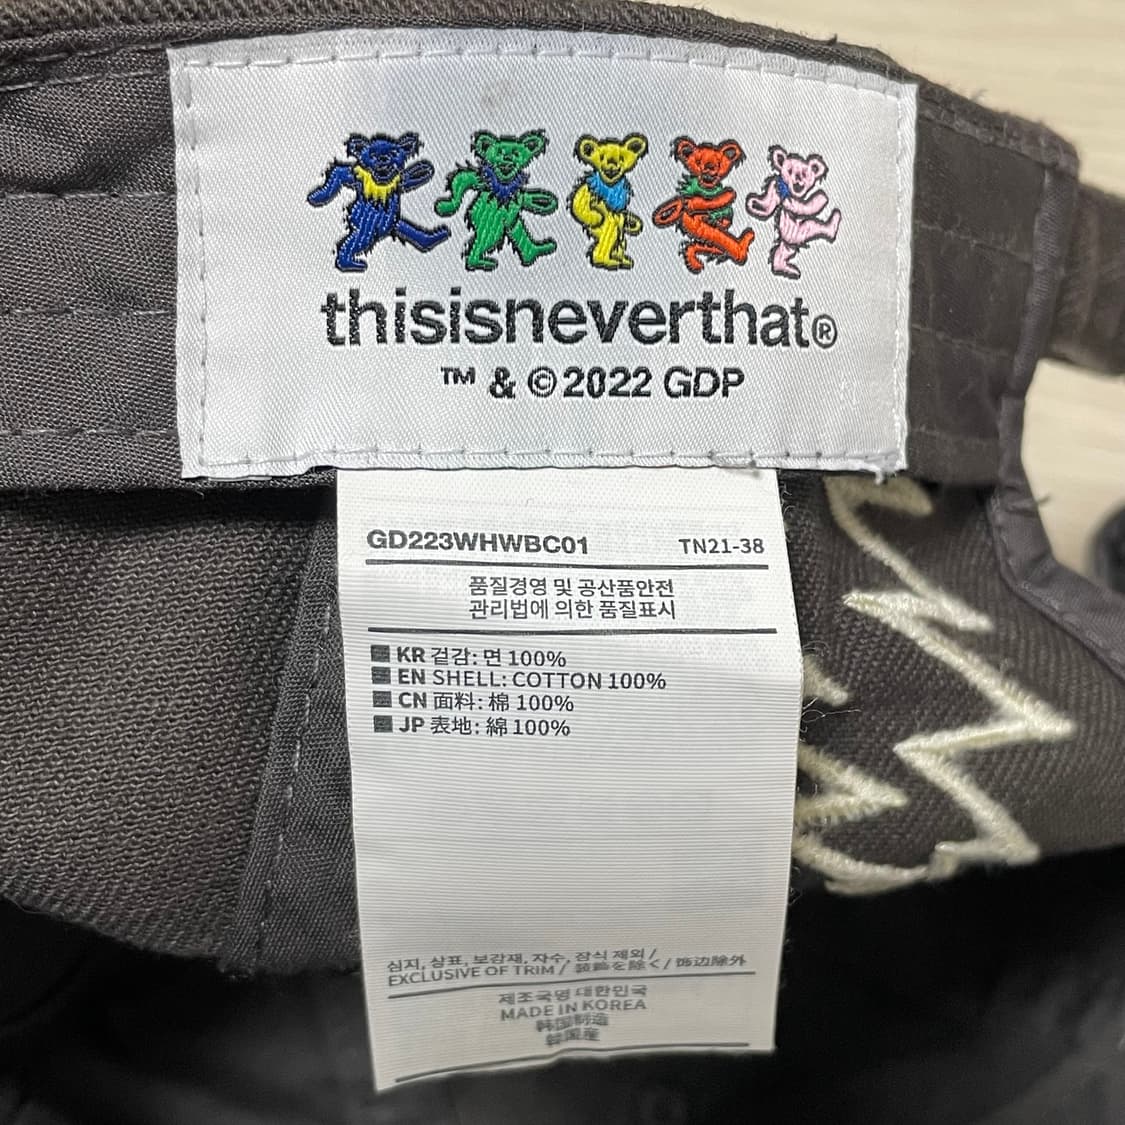 thisisneverthat®
™ & ©2022 GDP
GD223WHWBC01 TN21-38
품질경영 및 공산품안전
관리법에 의한 품질표시
KR 겉감: 면 100%
EN SHELL: COTTON 100%
CN 面料: 棉 100%
JP 表地: 綿 100%
심지, 상표, 보강재, 자수, 장식 제외 /
EXCLUSIVE OF TRIM / 装飾を除く / 饰边除外
제조국명 대한민국
MADE IN KOREA
韩国制造
韓国産